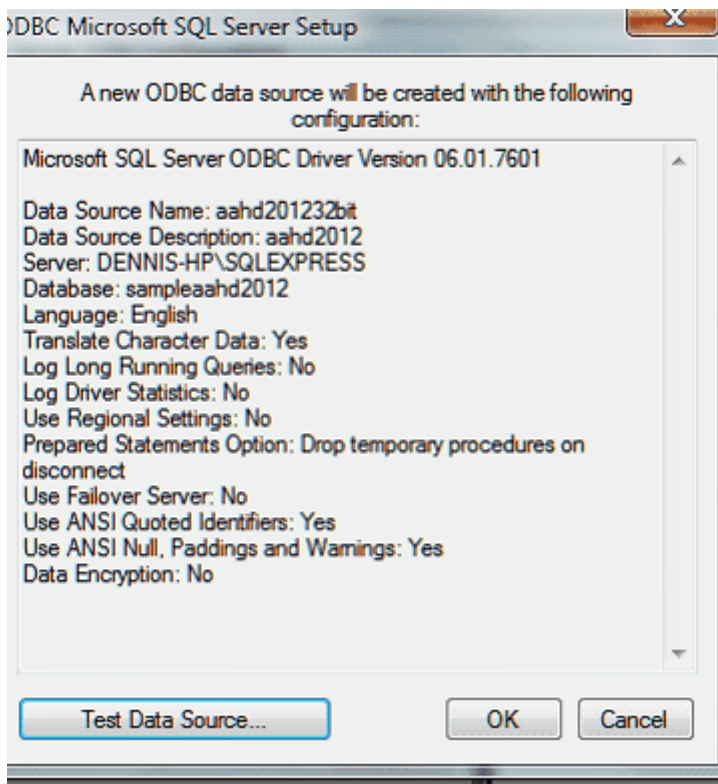 ODBC Microsoft SQL Server Setup
A new ODBC data source will be created with the following
configuration:
Microsoft SQL Server ODBC Driver Version 06.01.7601
Data Source Name: aahd201232bit
Data Source Description: aahd2012
Server: DENNIS-HP\SQLEXPRESS
Database: sampleaahd2012
Language: English
Translate Character Data: Yes
Log Long Running Queries: No
Log Driver Statistics: No
Use Regional Settings: No
Prepared Statements Option: Drop temporary procedures on
disconnect
Use Failover Server: No
Use ANSI Quoted Identifiers: Yes
Use ANSI Null, Paddings and Warnings: Yes
Data Encryption: No
Test Data Source...
OK
Cancel